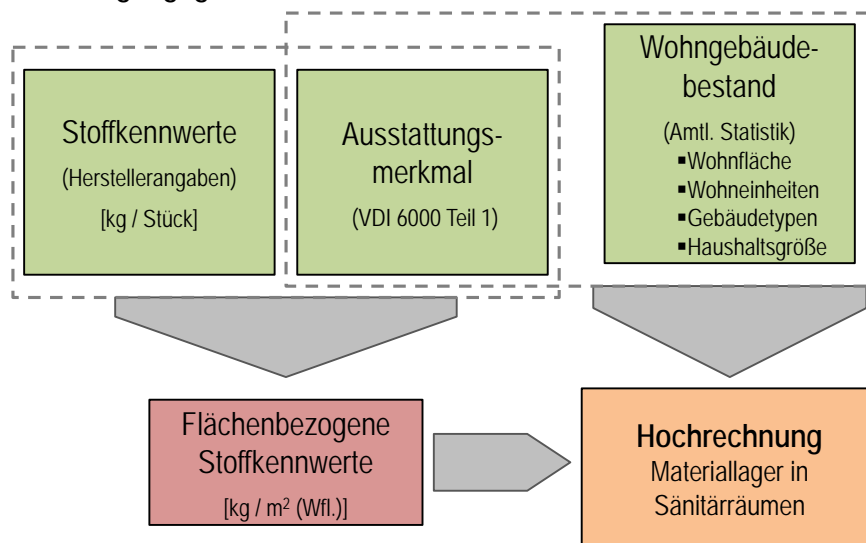 Stoffkennwerte
(Herstellerangaben)
[kg / Stück]
Ausstattungs-
merkmal
(VDI 6000 Teil 1)
Wohngebäude-
bestand
(Amtl. Statistik)
▪Wohnfläche
▪Wohneinheiten
▪Gebäudetypen
▪Haushaltsgröße
Flächenbezogene
Stoffkennwerte
[kg / m² (Wfl.)]
Hochrechnung
Materiallager in
Sänitärräumen